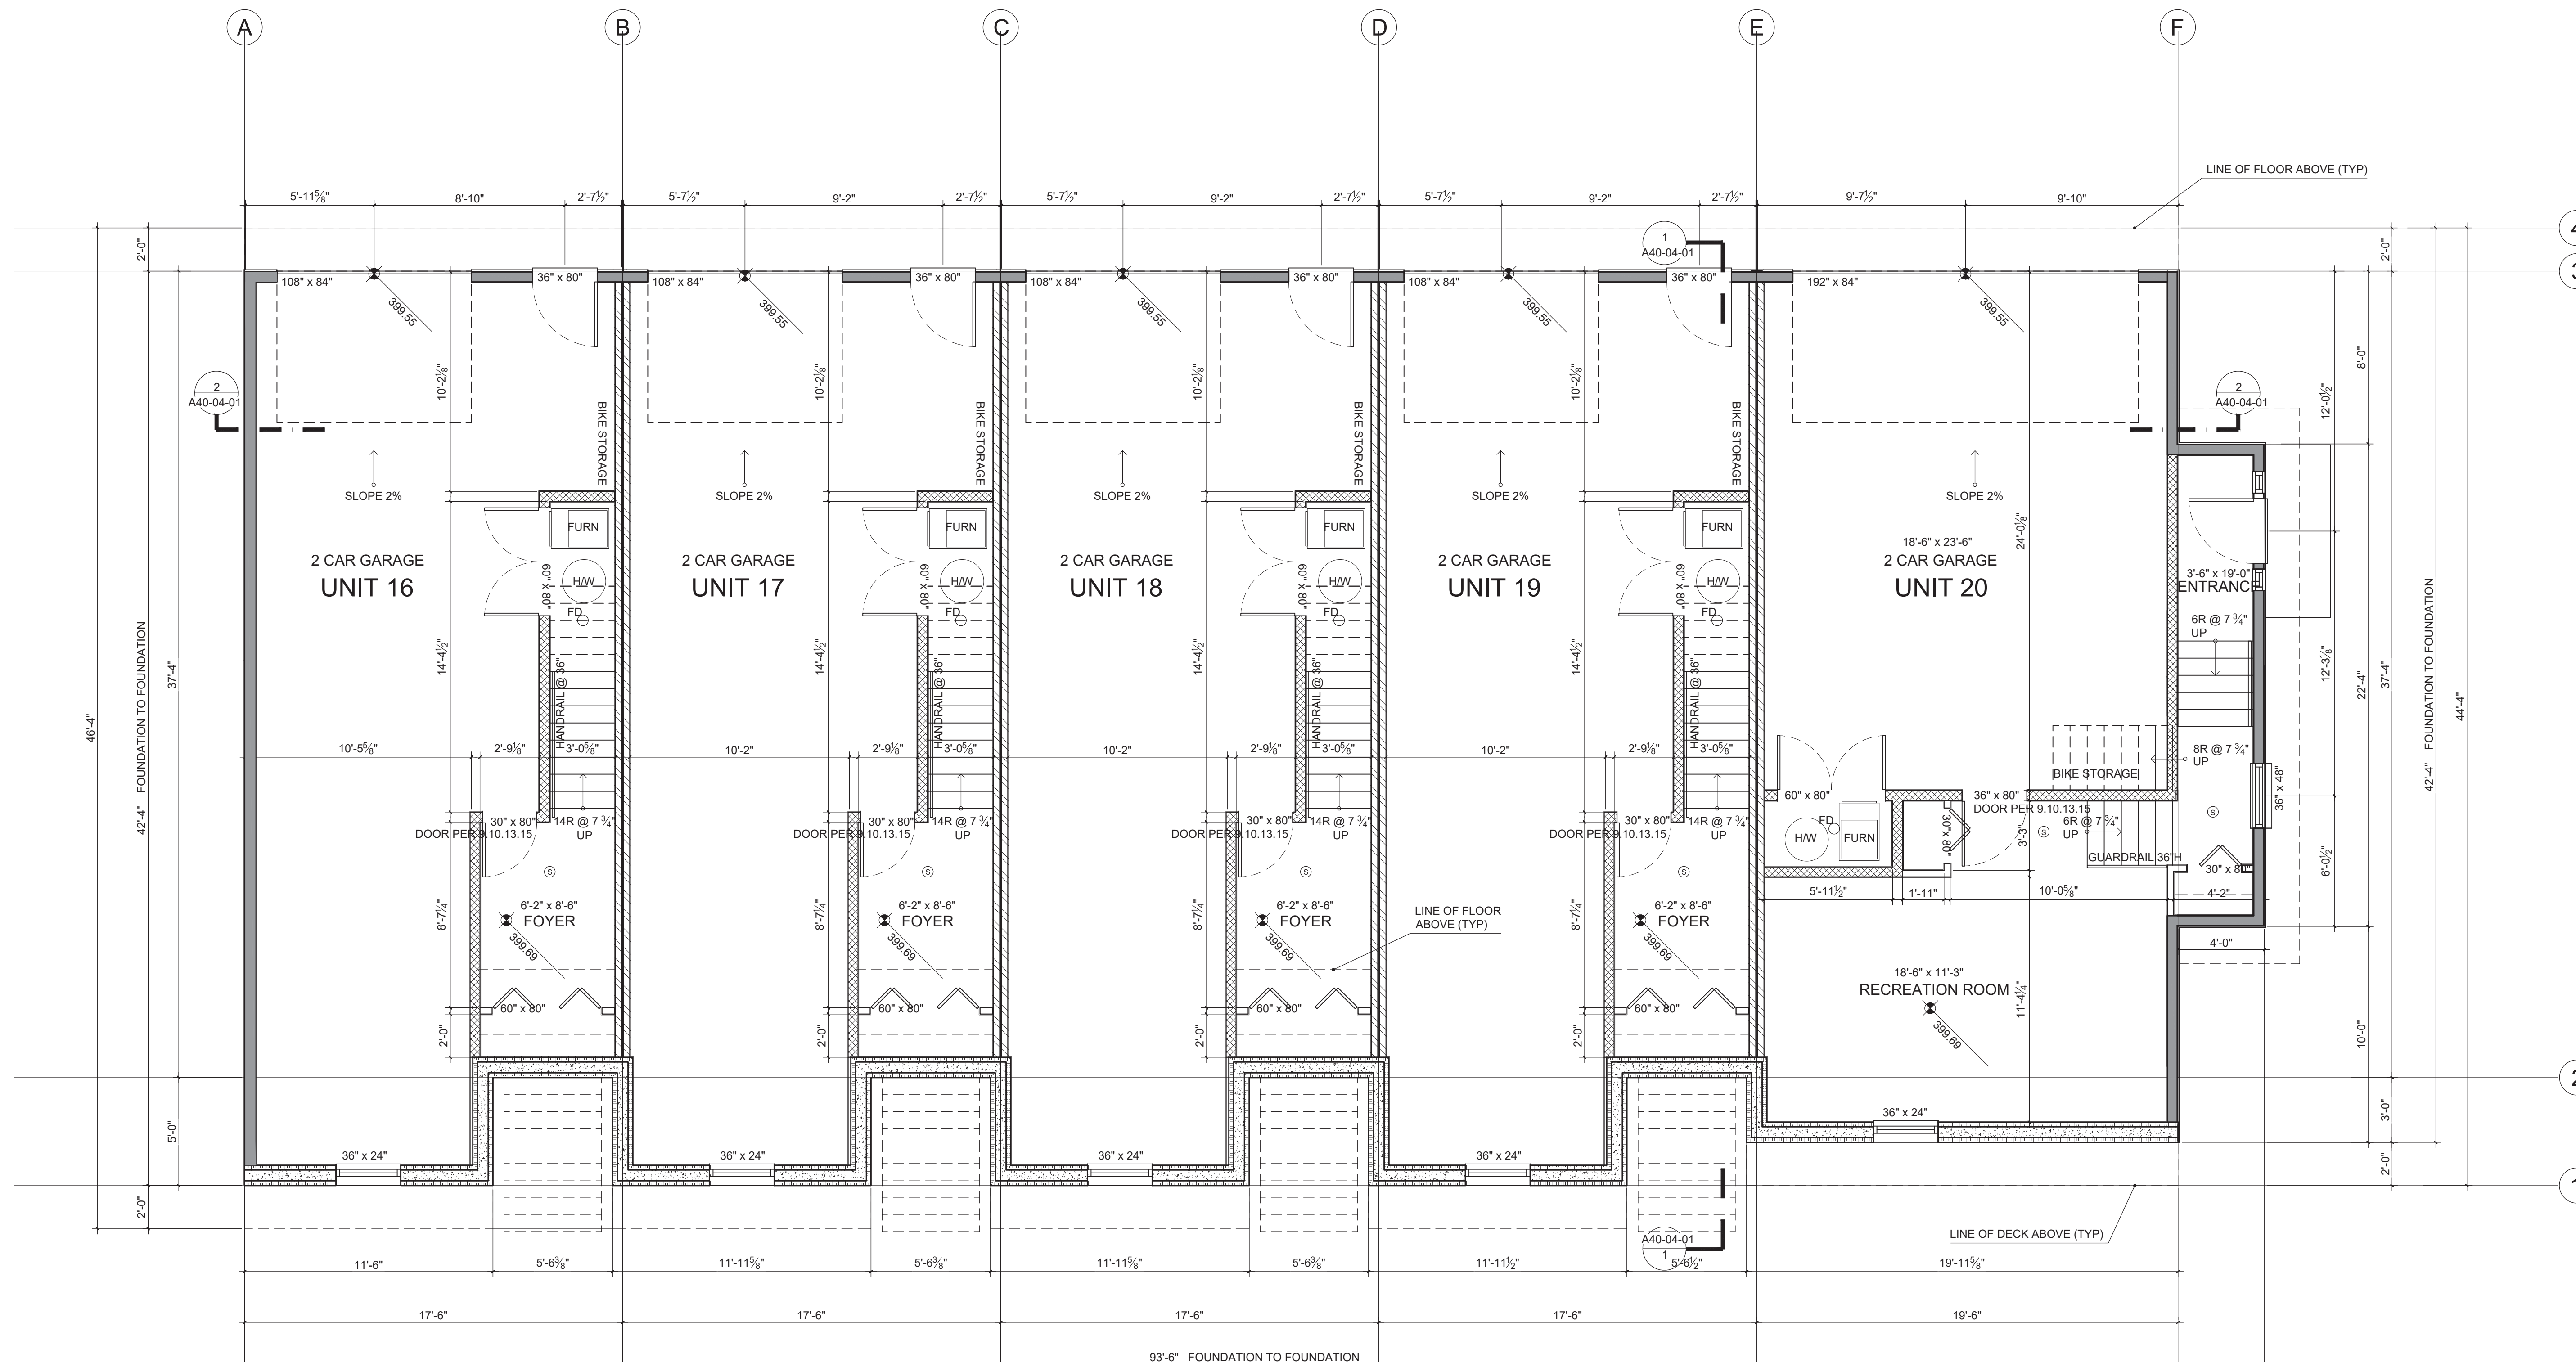 A
B
C
D
E
F
LINE OF FLOOR ABOVE (TYP)
5'-11⅝"
8'-10"
2'-7½"
5'-7½"
9'-2"
2'-7½"
5'-7½"
9'-2"
2'-7½"
5'-7½"
9'-2"
2'-7½"
9'-7½"
9'-10"
1
A40-04-01
2'-0"
2'-0"
3
108" x 84"
36" x 80"
108" x 84"
36" x 80"
108" x 84"
36" x 80"
108" x 84"
36" x 80"
192" x 84"
399.55
399.55
399.55
399.55
399.55
10'-2⅛"
10'-2⅛"
10'-2⅛"
10'-2⅛"
8'-0"
2
A40-04-01
2
A40-04-01
12'-0½"
BIKE STORAGE
BIKE STORAGE
BIKE STORAGE
BIKE STORAGE
SLOPE 2%
SLOPE 2%
SLOPE 2%
SLOPE 2%
SLOPE 2%
FURN
FURN
FURN
FURN
24'-0⅛"
18'-6" x 23'-6"
2 CAR GARAGE
UNIT 16
2 CAR GARAGE
UNIT 17
2 CAR GARAGE
UNIT 18
2 CAR GARAGE
UNIT 19
2 CAR GARAGE
UNIT 20
60" x 80"
H/W
FD
60" x 80"
H/W
FD
60" x 80"
H/W
FD
60" x 80"
H/W
FD
3'-6" x 19'-0"
ENTRANCE
6R @ 7 ¾"
UP
46'-4"
42'-4" FOUNDATION TO FOUNDATION
37'-4"
14'-4½"
14'-4½"
14'-4½"
14'-4½"
HANDRAIL @ 36"
HANDRAIL @ 36"
HANDRAIL @ 36"
HANDRAIL @ 36"
12'-3⅛"
22'-4"
37'-4"
42'-4" FOUNDATION TO FOUNDATION
44'-4"
10'-5⅝"
2'-9⅛"
3'-0⅝"
10'-2"
2'-9⅛"
3'-0⅝"
10'-2"
2'-9⅛"
3'-0⅝"
10'-2"
2'-9⅛"
3'-0⅝"
8R @ 7 ¾"
UP
BIKE STORAGE
36" x 48"
60" x 80"
36" x 80"
DOOR PER 9.10.13.15
30" x 80"
DOOR PER 9.10.13.15
14R @ 7 ¾"
UP
30" x 80"
DOOR PER 9.10.13.15
14R @ 7 ¾"
UP
30" x 80"
DOOR PER 9.10.13.15
14R @ 7 ¾"
UP
30" x 80"
DOOR PER 9.10.13.15
14R @ 7 ¾"
UP
FD
H/W
FURN
30" x 80"
3'-3"
6R @ 7 ¾"
UP
GUARDRAIL 36"H
S
S
S
S
S
S
30" x 80"
6'-0½"
5'-11½"
1'-11"
10'-0⅝"
4'-2"
8'-7¼"
8'-7¼"
8'-7¼"
8'-7¼"
6'-2" x 8'-6"
FOYER
399.69
6'-2" x 8'-6"
FOYER
399.69
6'-2" x 8'-6"
FOYER
399.69
6'-2" x 8'-6"
FOYER
399.69
LINE OF FLOOR
ABOVE (TYP)
4'-0"
18'-6" x 11'-3"
RECREATION ROOM
399.69
11'-4¼"
60" x 80"
60" x 80"
60" x 80"
60" x 80"
2'-0"
2'-0"
2'-0"
2'-0"
10'-0"
5'-0"
36" x 24"
36" x 24"
36" x 24"
36" x 24"
36" x 24"
3'-0"
2'-0"
2'-0"
A40-04-01
1
LINE OF DECK ABOVE (TYP)
11'-6"
5'-6⅜"
11'-11⅝"
5'-6⅜"
11'-11⅝"
5'-6⅜"
11'-11½"
5'-6½"
19'-11⅝"
17'-6"
17'-6"
17'-6"
17'-6"
19'-6"
93'-6" FOUNDATION TO FOUNDATION